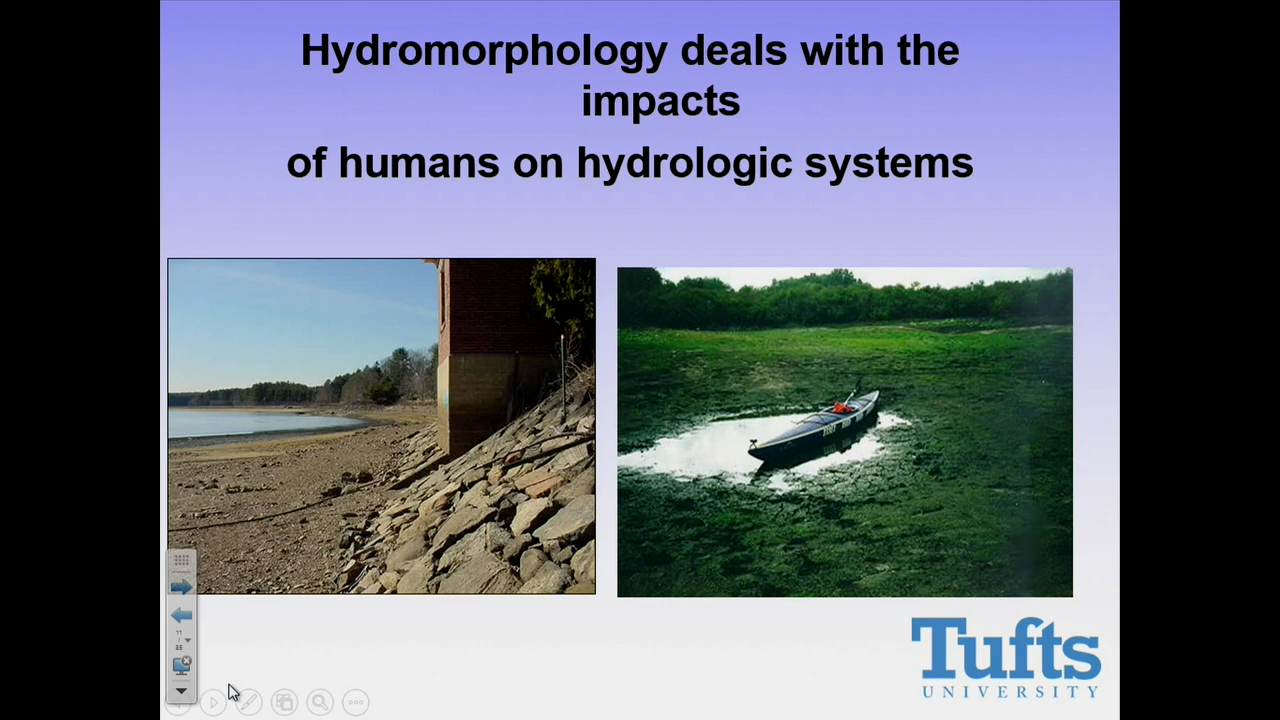 Hydromorphology deals with the
impacts
of humans on hydrologic systems
Tufts
UNIVERSITY